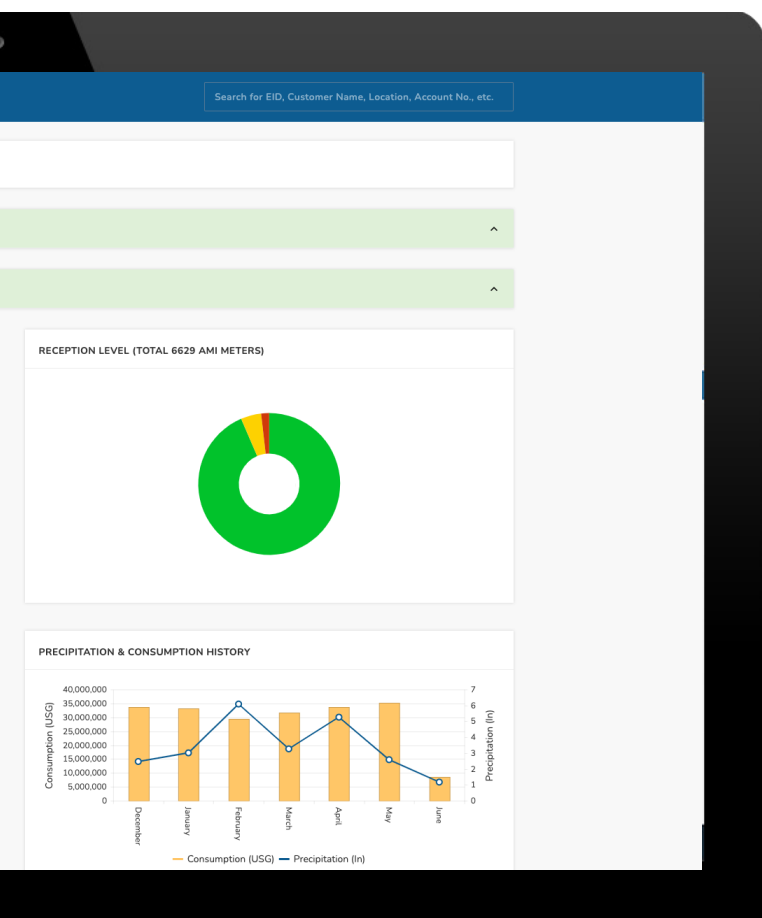 Search for EID, Customer Name, Location, Account No., etc.
RECEPTION LEVEL (TOTAL 6629 AMI METERS)
PRECIPITATION & CONSUMPTION HISTORY
Consumption (USG)
40,000,000
35,000,000
30,000,000
25,000,000
20,000,000
15,000,000
10,000,000
5,000,000
0
7
6
5
4
3
2
1
0
Precipitation (In)
December
January
February
March
April
May
June
Consumption (USG) Precipitation (In)